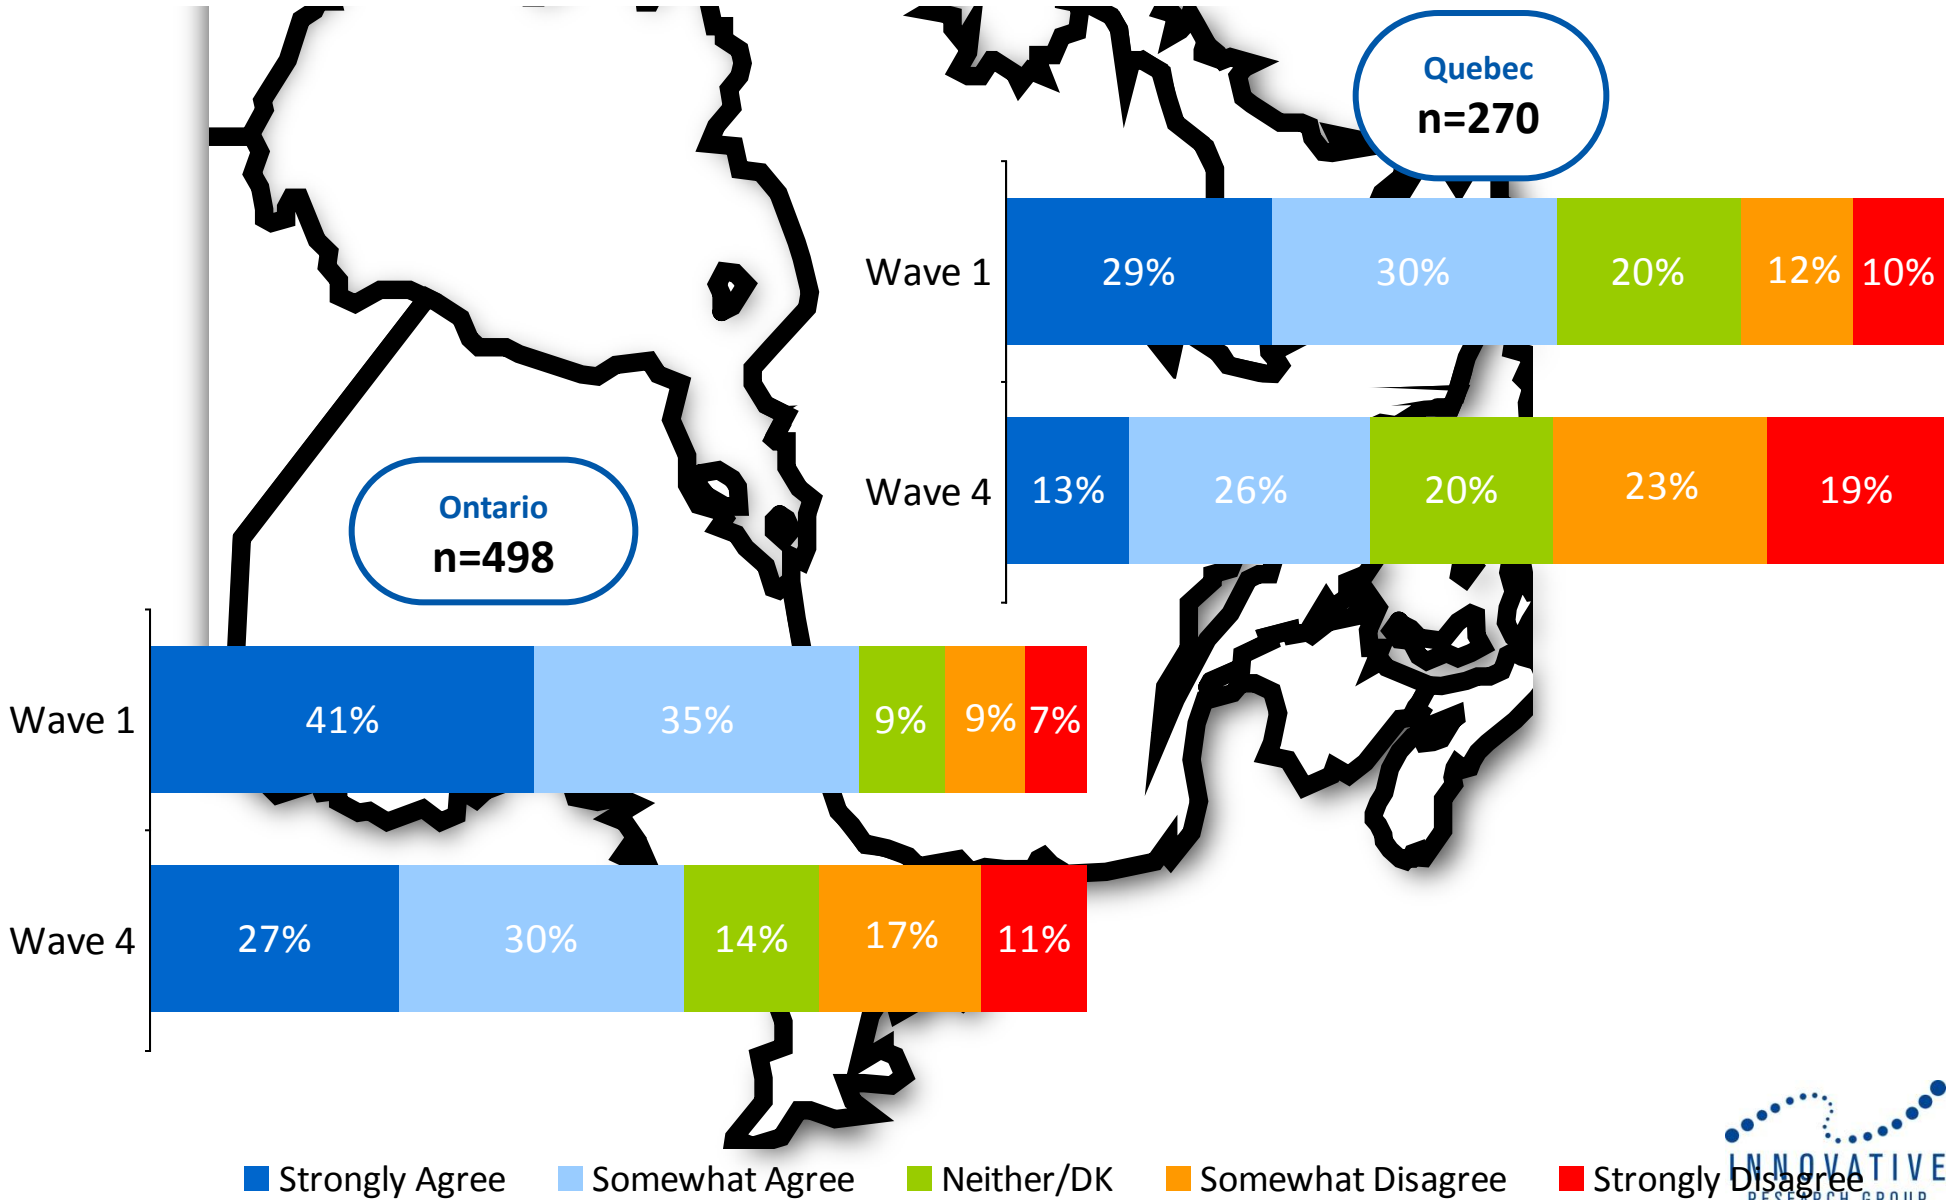 Quebec
n=270
Wave 1
29% 30% 20% 12% 10%
Wave 4
13% 26% 20% 23% 19%
Ontario
n=498
Wave 1
41% 35% 9% 9% 7%
Wave 4
27% 30% 14% 17% 11%
Strongly Agree Somewhat Agree Neither/DK Somewhat Disagree Strongly Disagree
INNOVATIVE
RESEARCH GROUP